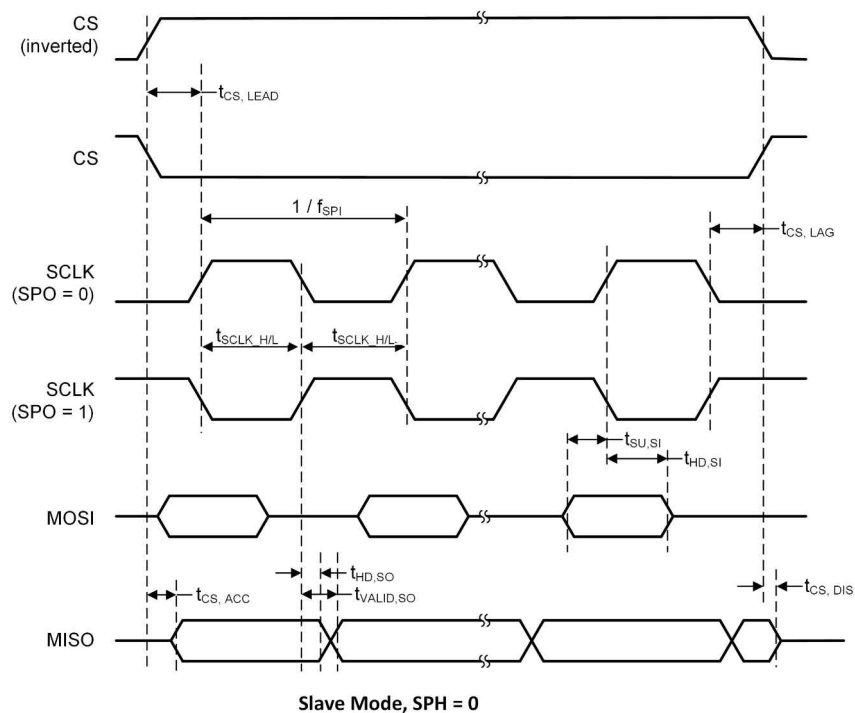 CS
(inverted)
tCS, LEAD
CS
1 / fSPI
tCS, LAG
SCLK
(SPO = 0)
tSCLK_H/L
tSCLK_H/L
SCLK
(SPO = 1)
tSU,SI
tHD,SI
MOSI
tHD,SO
tCS, ACC
tVALID,SO
tCS, DIS
MISO
Slave Mode, SPH = 0